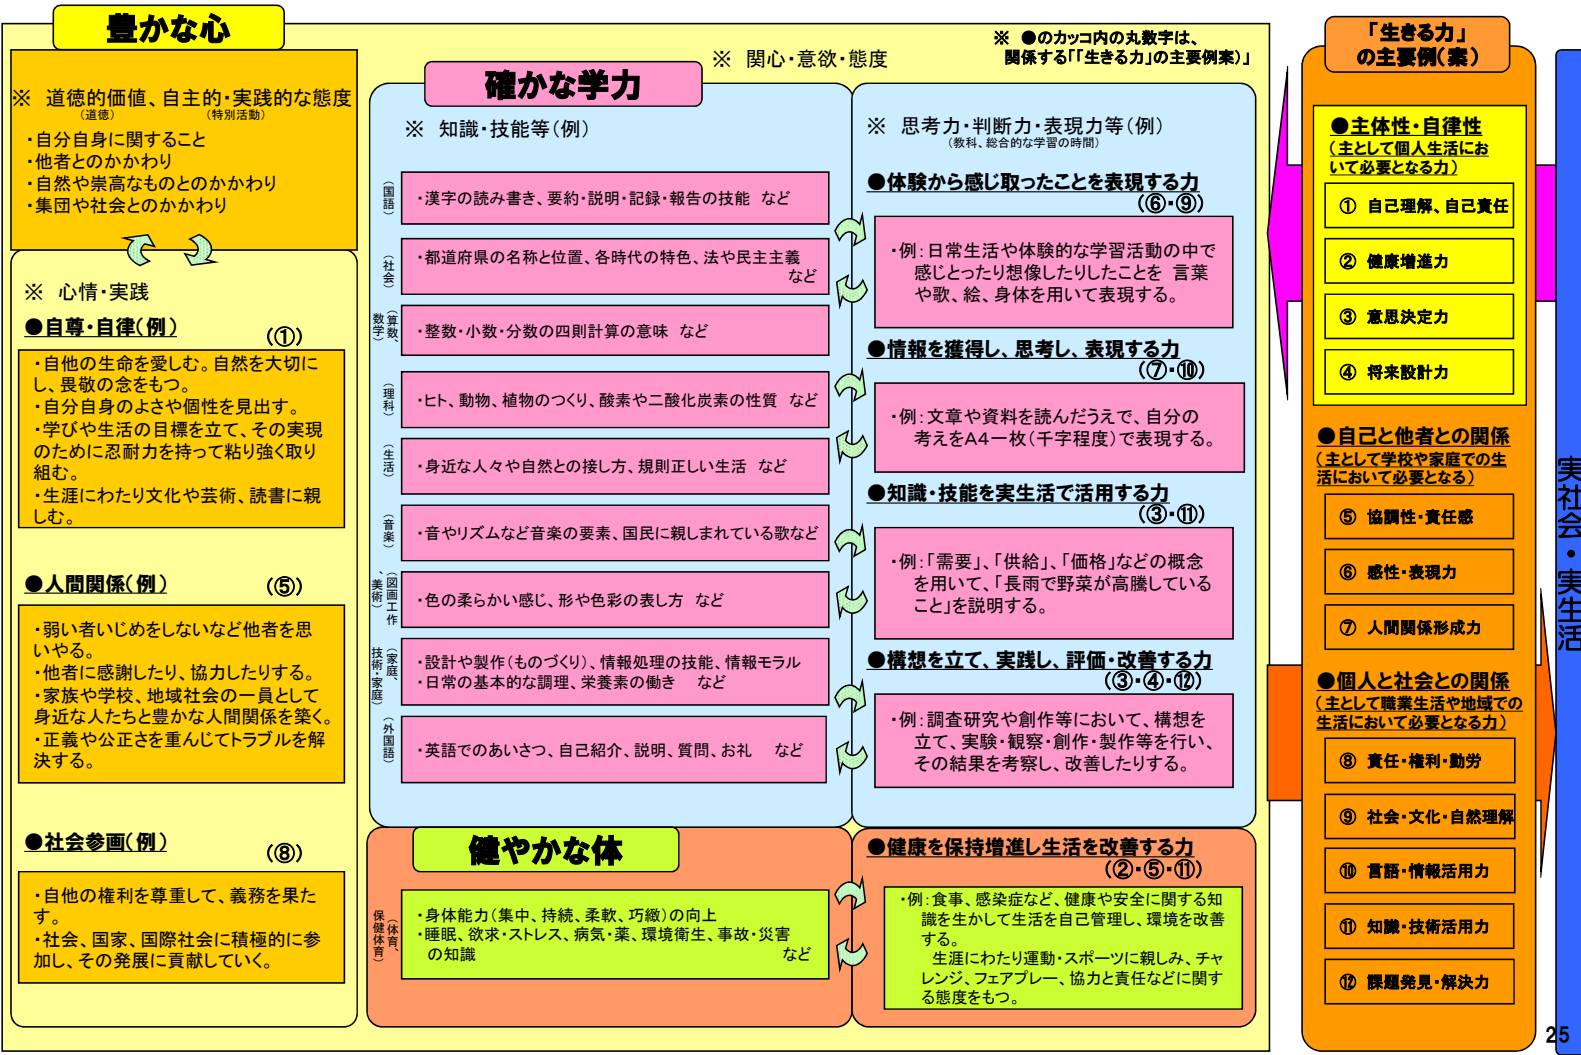 豊かな心
※ 道徳的価値、自主的・実践的な態度
(道徳)
(特別活動)
・自分自身に関すること
・他者とのかかわり
・自然や崇高なものとのかかわり
・集団や社会とのかかわり
※ 心情・実践
●自尊・自律(例)
(①)
・自他の生命を愛しむ。自然を大切に
し、畏敬の念をもつ。
・自分自身のよさや個性を見出す。
・学びや生活の目標を立て、その実現
のために忍耐力を持って粘り強く取り
組む。
・生涯にわたり文化や芸術、読書に親
しむ。
●人間関係(例)
(⑤)
・弱い者いじめをしないなど他者を思
いやる。
・他者に感謝したり、協力したりする。
・家族や学校、地域社会の一員として
身近な人たちと豊かな人間関係を築く。
・正義や公正さを重んじてトラブルを解
決する。
●社会参画(例)
(⑧)
・自他の権利を尊重して、義務を果た
す。
・社会、国家、国際社会に積極的に参
加し、その発展に貢献していく。
※ 関心・意欲・態度
※ ●のカッコ内の丸数字は、
関係する「「生きる力」の主要例案)」
確かな学力
※ 知識・技能等(例)
(国語)
・漢字の読み書き、要約・説明・記録・報告の技能 など
(社会)
・都道府県の名称と位置、各時代の特色、法や民主主義
など
(算数、
数学)
・整数・小数・分数の四則計算の意味 など
(理科)
・ヒト、動物、植物のつくり、酸素や二酸化炭素の性質 など
(生活)
・身近な人々や自然との接し方、規則正しい生活 など
(音楽)
・音やリズムなど音楽の要素、国民に親しまれている歌など
(図画工作
、美術)
・色の柔らかい感じ、形や色彩の表し方 など
(家庭、
技術・家庭)
・設計や製作(ものづくり)、情報処理の技能、情報モラル
・日常の基本的な調理、栄養素の働き など
(外国語)
・英語でのあいさつ、自己紹介、説明、質問、お礼 など
※ 思考力・判断力・表現力等(例)
(教科、総合的な学習の時間)
●体験から感じ取ったことを表現する力
(⑥・⑨)
・例:日常生活や体験的な学習活動の中で
感じとったり想像したりしたことを 言葉
や歌、絵、身体を用いて表現する。
●情報を獲得し、思考し、表現する力
(⑦・⑩)
・例:文章や資料を読んだうえで、自分の
考えをA4一枚(千字程度)で表現する。
●知識・技能を実生活で活用する力
(③・⑪)
・例:「需要」、「供給」、「価格」などの概念
を用いて、「長雨で野菜が高騰している
こと」を説明する。
●構想を立て、実践し、評価・改善する力
(③・④・⑫)
・例:調査研究や創作等において、構想を
立て、実験・観察・創作・製作等を行い、
その結果を考察し、改善したりする。
健やかな体
(体育、
保健体育)
・身体能力(集中、持続、柔軟、巧緻)の向上
・睡眠、欲求・ストレス、病気・薬、環境衛生、事故・災害
の知識 など
●健康を保持増進し生活を改善する力
(②・⑤・⑪)
・例:食事、感染症など、健康や安全に関する知
識を生かして生活を自己管理し、環境を改善
する。
生涯にわたり運動・スポーツに親しみ、チャ
レンジ、フェアプレー、協力と責任などに関す
る態度をもつ。
「生きる力」
の主要例(案)
●主体性・自律性
(主として個人生活にお
いて必要となる力)
① 自己理解、自己責任
② 健康増進力
③ 意思決定力
④ 将来設計力
●自己と他者との関係
(主として学校や家庭での生
活において必要となる)
⑤ 協調性・責任感
⑥ 感性・表現力
⑦ 人間関係形成力
●個人と社会との関係
(主として職業生活や地域での
生活において必要となる力)
⑧ 責任・権利・勤労
⑨ 社会・文化・自然理解
⑩ 言語・情報活用力
⑪ 知識・技術活用力
⑫ 課題発見・解決力
実社会・実生活
25